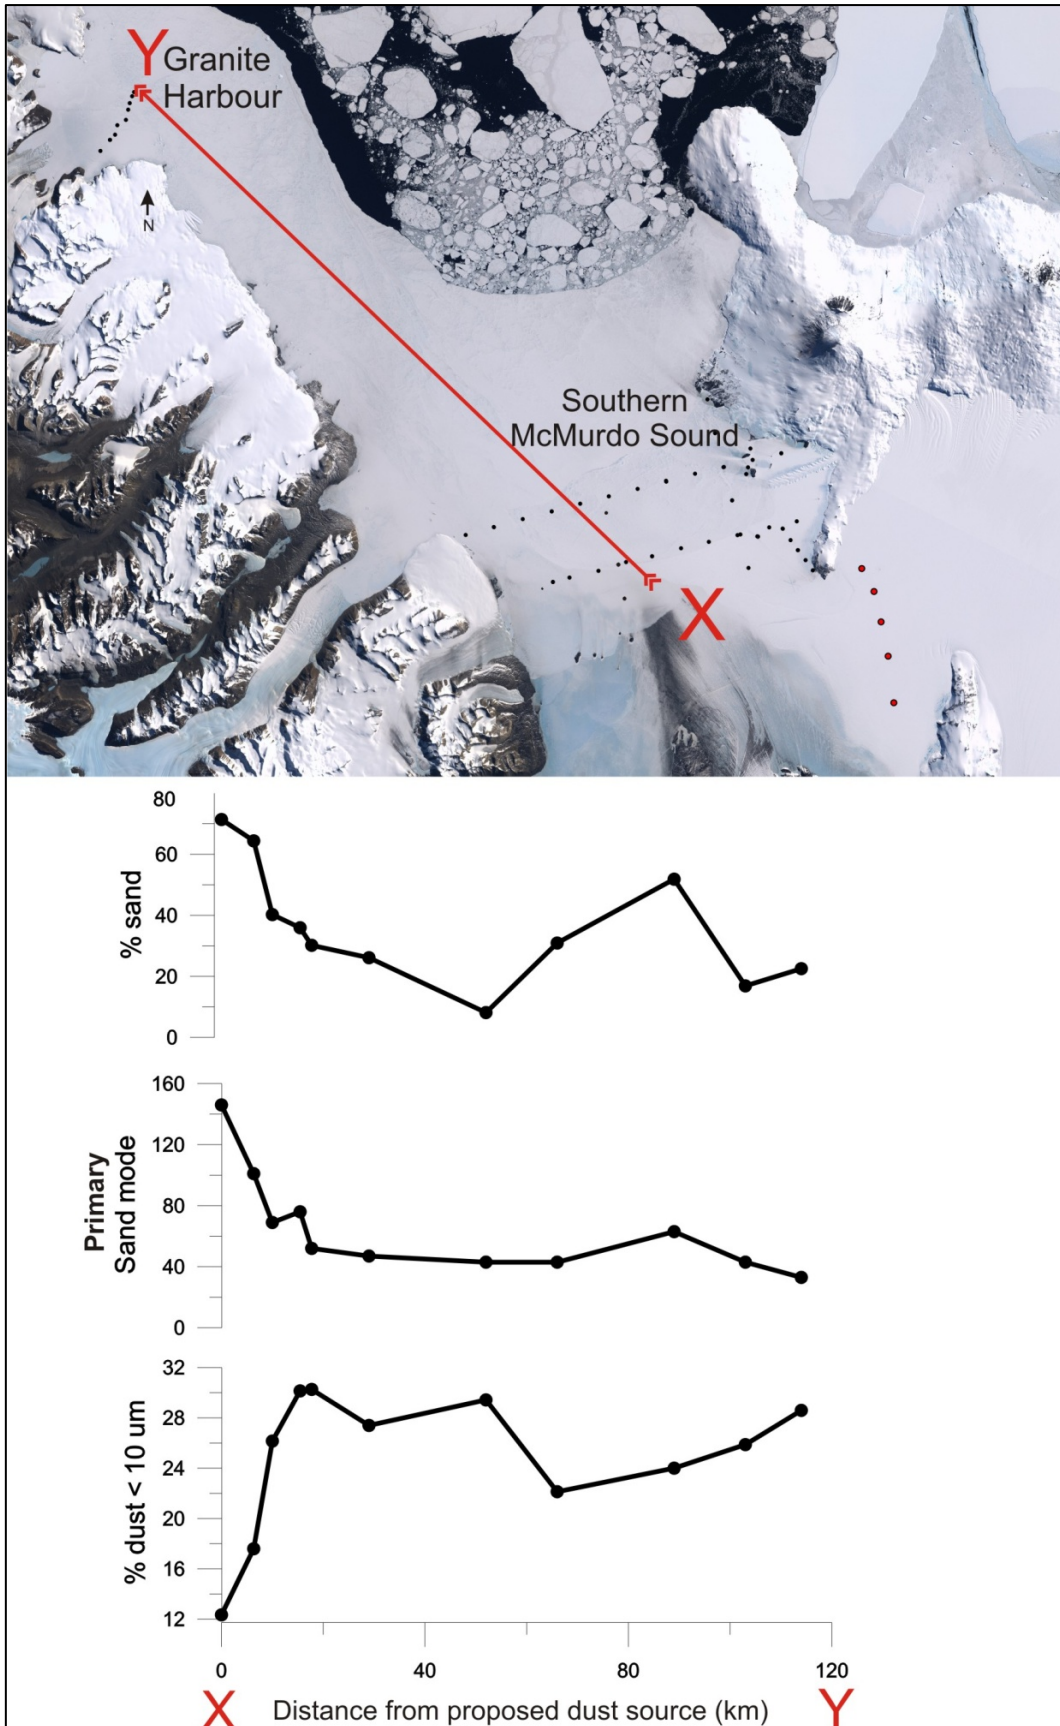 Y Granite
Harbour
N
Southern
McMurdo Sound
X
80
60
40
20
0
% sand
160
120
80
40
0
Primary
Sand mode
32
28
24
20
16
12
% dust < 10 um
0 40 80 120
X Distance from proposed dust source (km) Y